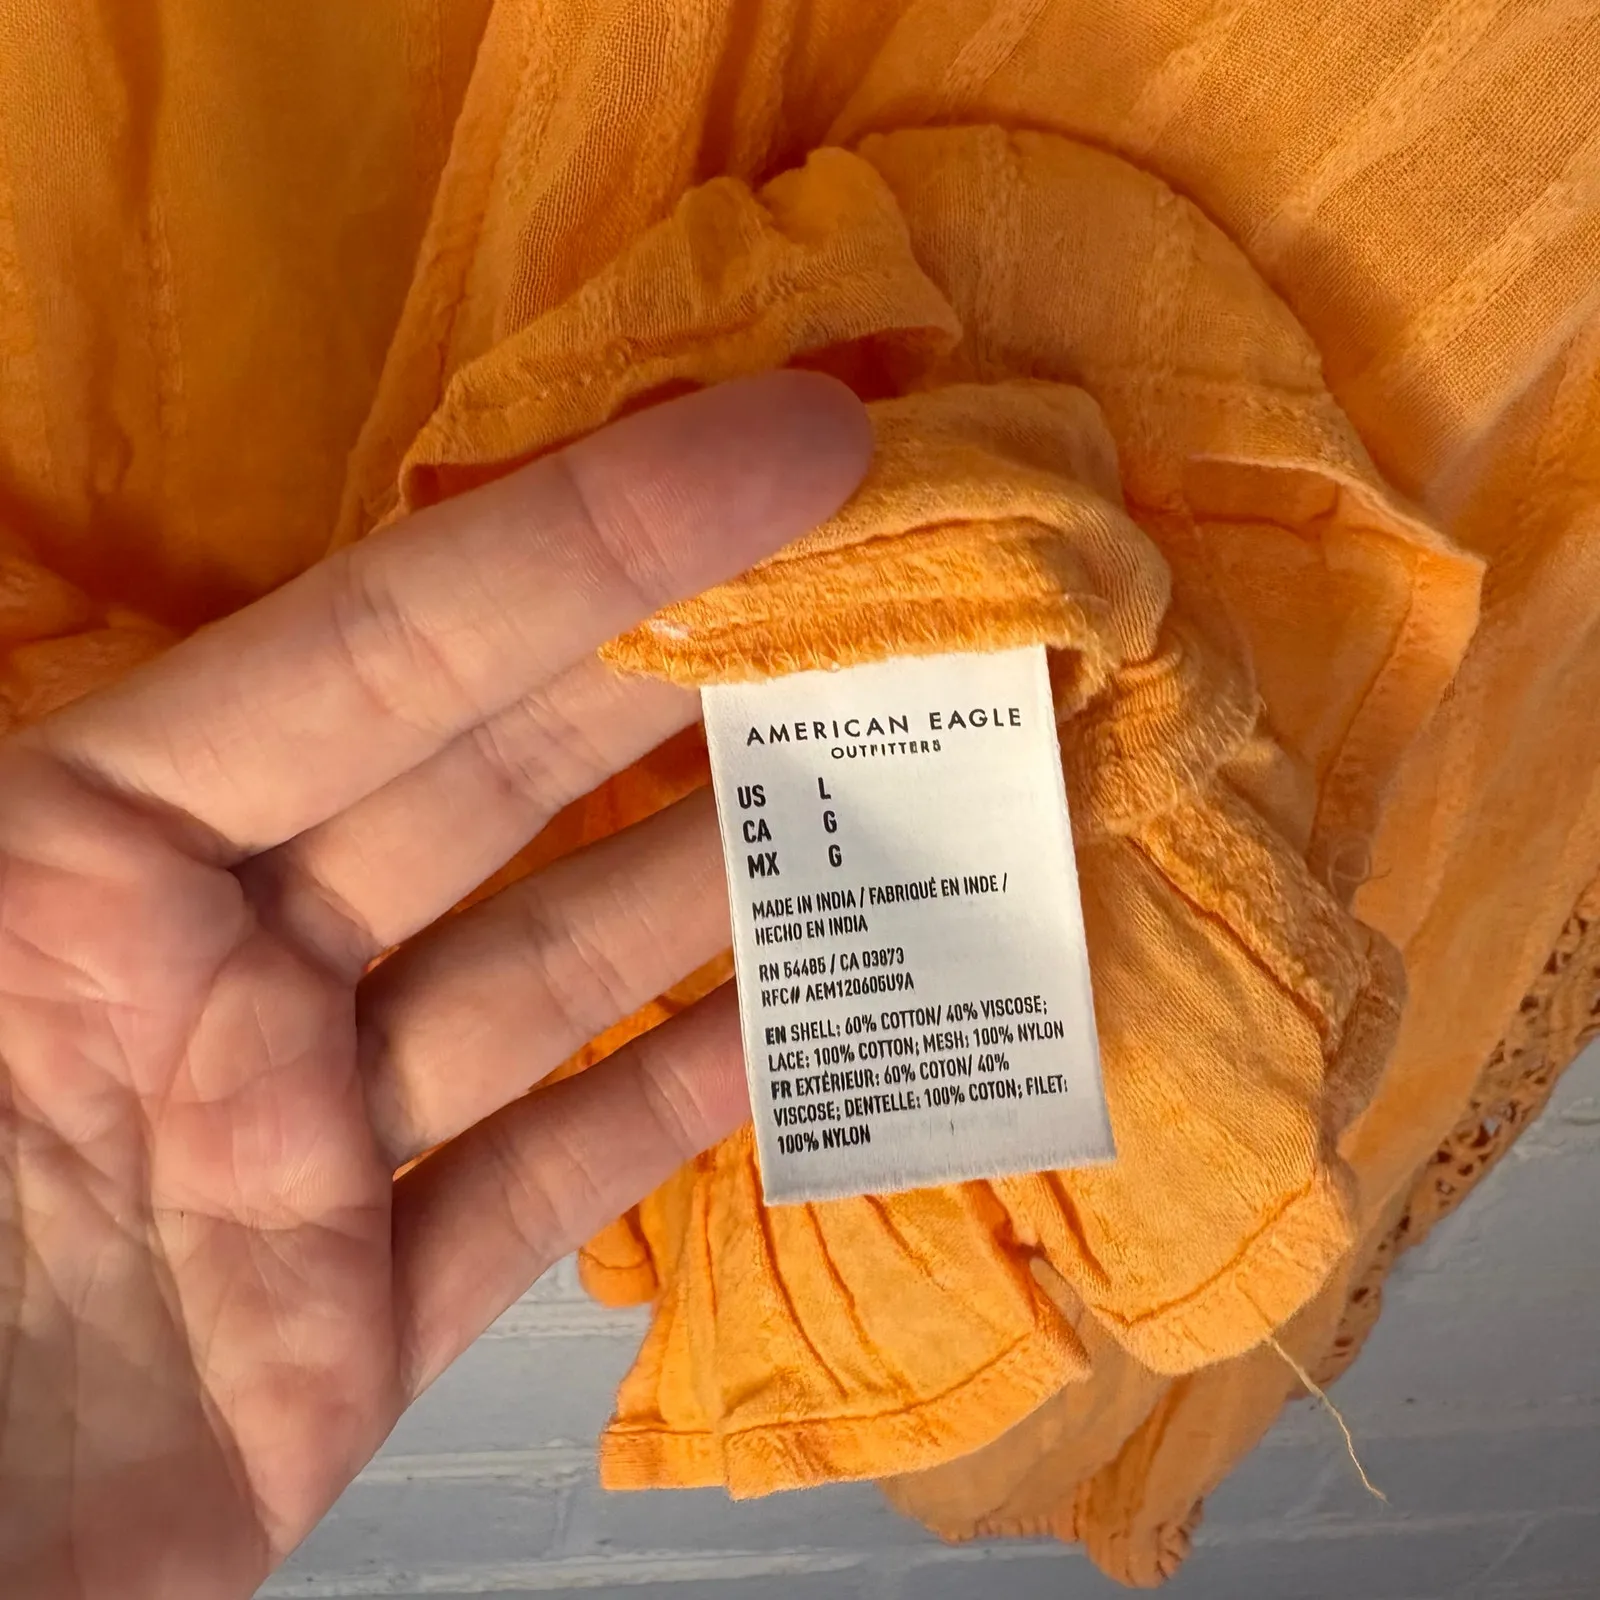 AMERICAN EAGLE
OUTFITTERS
US L
CA G
MX G
MADE IN INDIA / FABRIQUÉ EN INDE /
HECHO EN INDIA
RN 54485 / CA 03873
RFC# AEM120605U9A
EN SHELL: 60% COTTON/ 40% VISCOSE;
LACE: 100% COTTON; MESH: 100% NYLON
FR EXTÉRIEUR: 60% COTON/ 40%
VISCOSE; DENTELLE: 100% COTON; FILET:
100% NYLON